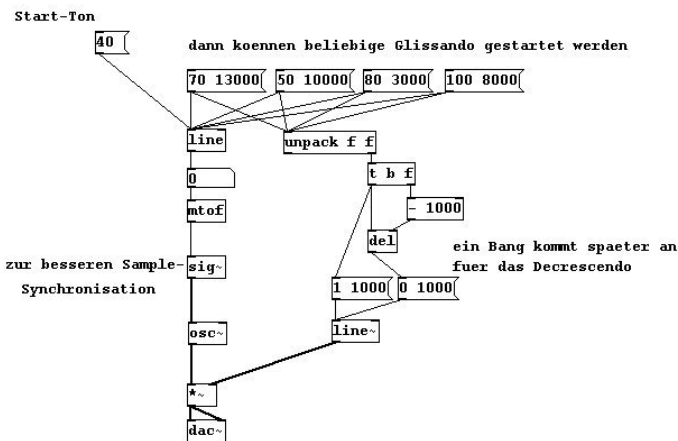 Start-Ton
40
dann koennen beliebige Glissando gestartet werden
70 13000
50 10000
80 3000
100 8000
line
unpack f f
0
t b f
mtof
- 1000
del
ein Bang kommt spaeter an
fuer das Decrescendo
zur besseren Sample-
Synchronisation
sig~
1 1000
0 1000
osc~
line~
*~
dac~